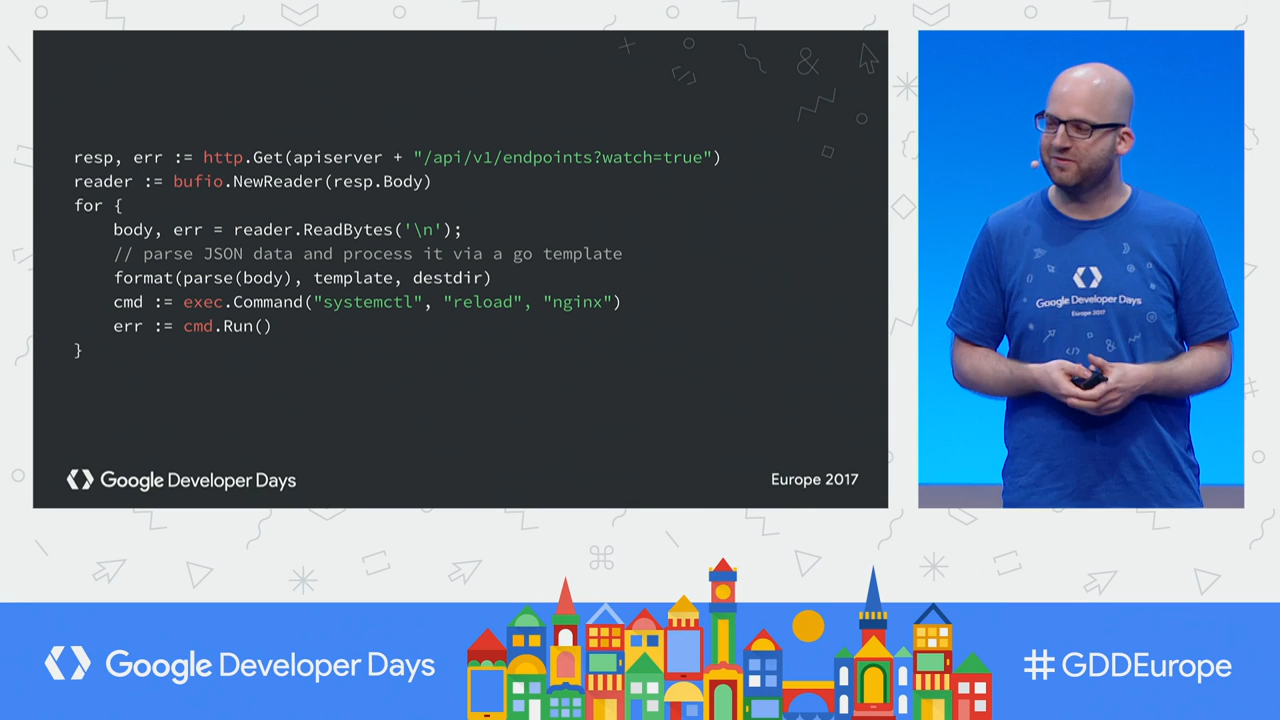 resp, err := http.Get(apiserver + "/api/v1/endpoints?watch=true")
reader := bufio.NewReader(resp.Body)
for {
    body, err = reader.ReadBytes('\n');
    // parse JSON data and process it via a go template
    format(parse(body), template, destdir)
    cmd := exec.Command("systemctl", "reload", "nginx")
    err := cmd.Run()
}
Google Developer Days
Europe 2017
Google Developer Days
Europe 2017
Google Developer Days
#GDDEurope